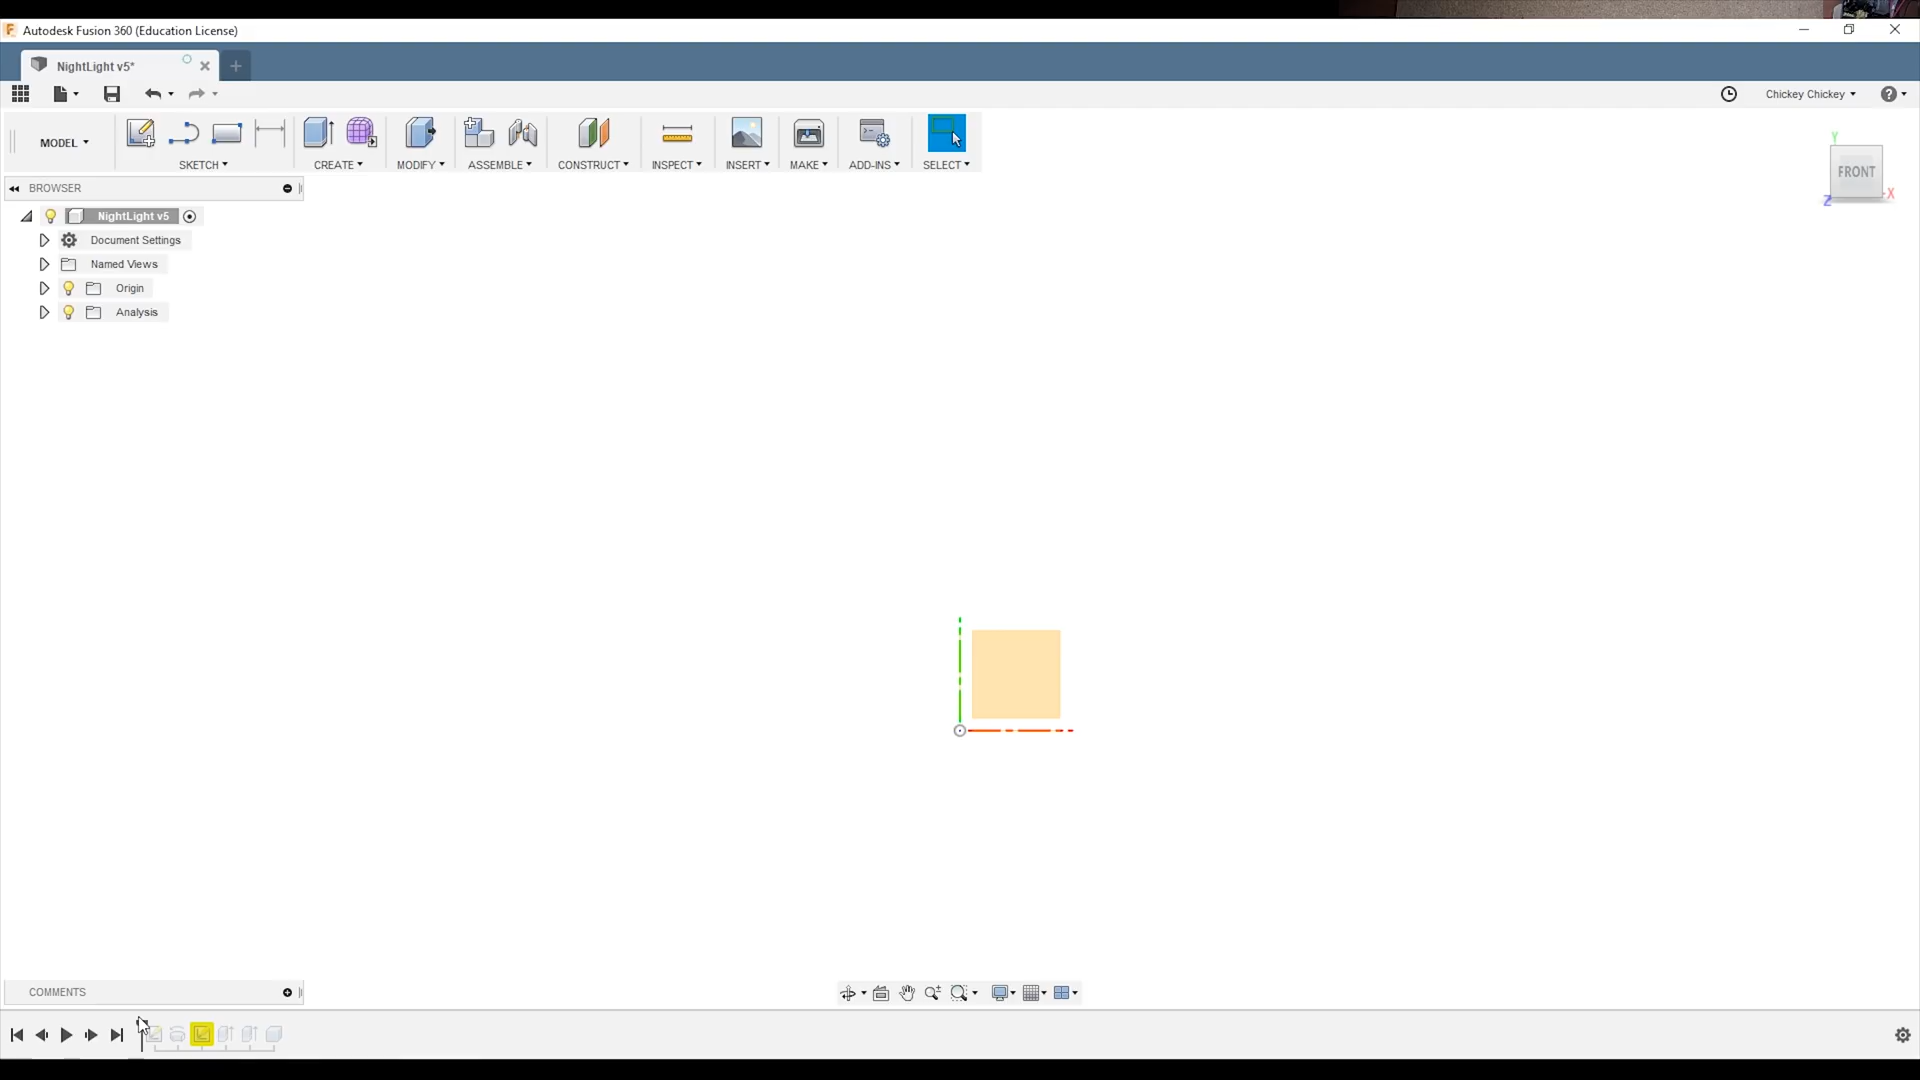 Autodesk Fusion 360 (Education License)
NightLight v5*
Chickey Chickey
MODEL
SKETCH
CREATE
MODIFY
ASSEMBLE
CONSTRUCT
INSPECT
INSERT
MAKE
ADD-INS
SELECT
BROWSER
NightLight v5
Document Settings
Named Views
Origin
Analysis
Y
FRONT
X
Z
COMMENTS